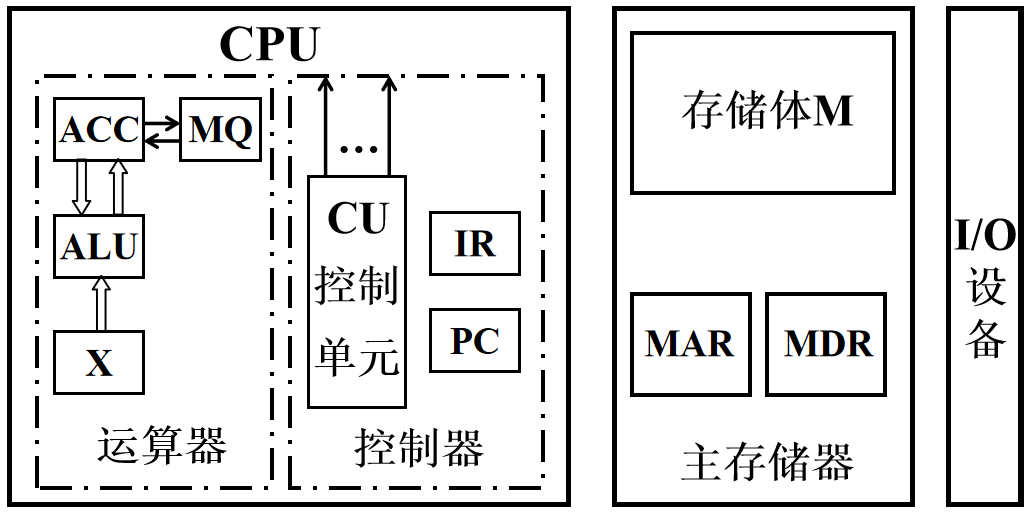 CPU
ACC
MQ
ALU
X
运算器
...
CU
控制
单元
IR
PC
控制器
存储体M
MAR
MDR
主存储器
I/O
设
备